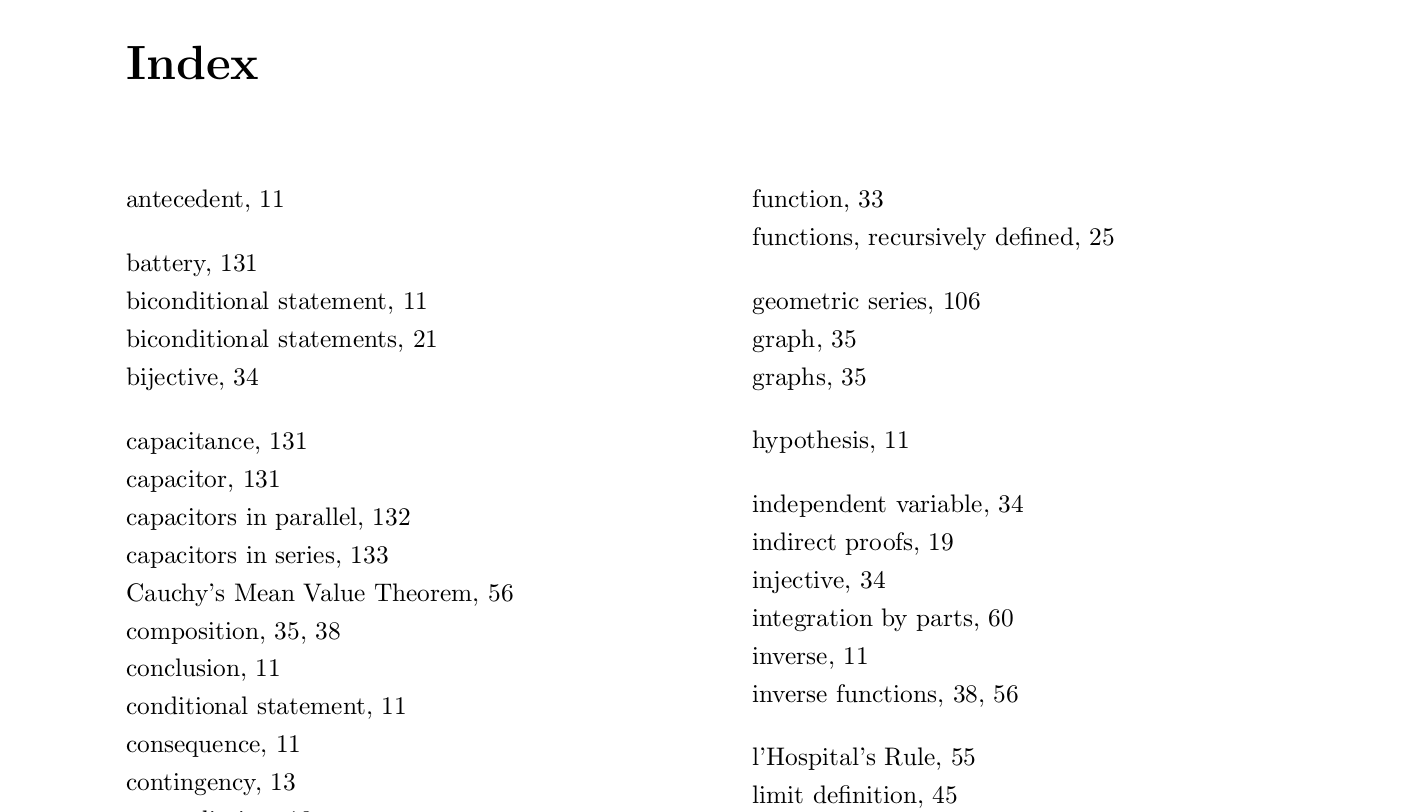 Index
antecedent, 11
battery, 131
biconditional statement, 11
biconditional statements, 21
bijective, 34
capacitance, 131
capacitor, 131
capacitors in parallel, 132
capacitors in series, 133
Cauchy’s Mean Value Theorem, 56
composition, 35, 38
conclusion, 11
conditional statement, 11
consequence, 11
contingency, 13
function, 33
functions, recursively defined, 25
geometric series, 106
graph, 35
graphs, 35
hypothesis, 11
independent variable, 34
indirect proofs, 19
injective, 34
integration by parts, 60
inverse, 11
inverse functions, 38, 56
l’Hospital’s Rule, 55
limit definition, 45